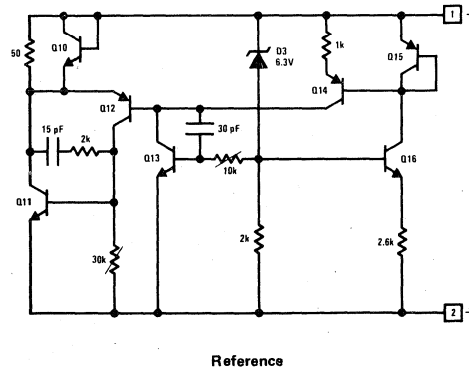 1
50
Q10
D3
6.3V
1k
Q15
Q14
Q12
15 pF
2k
30 pF
Q13
10k
Q16
Q11
30k
2k
2.6k
2
Reference